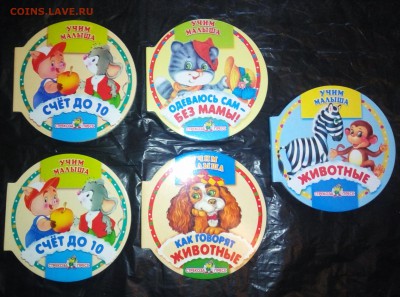 COINS.LAVE.RU
УЧИМ
МАЛЫША
СЧЁТ ДО 10
УЧИМ
МАЛЫША
ОДЕВАЮСЬ САМ –
БЕЗ МАМЫ!
УЧИМ
МАЛЫША
ЖИВОТНЫЕ
УЧИМ
МАЛЫША
СЧЁТ ДО 10
УЧИМ
МАЛЫША
КАК ГОВОРЯТ
ЖИВОТНЫЕ